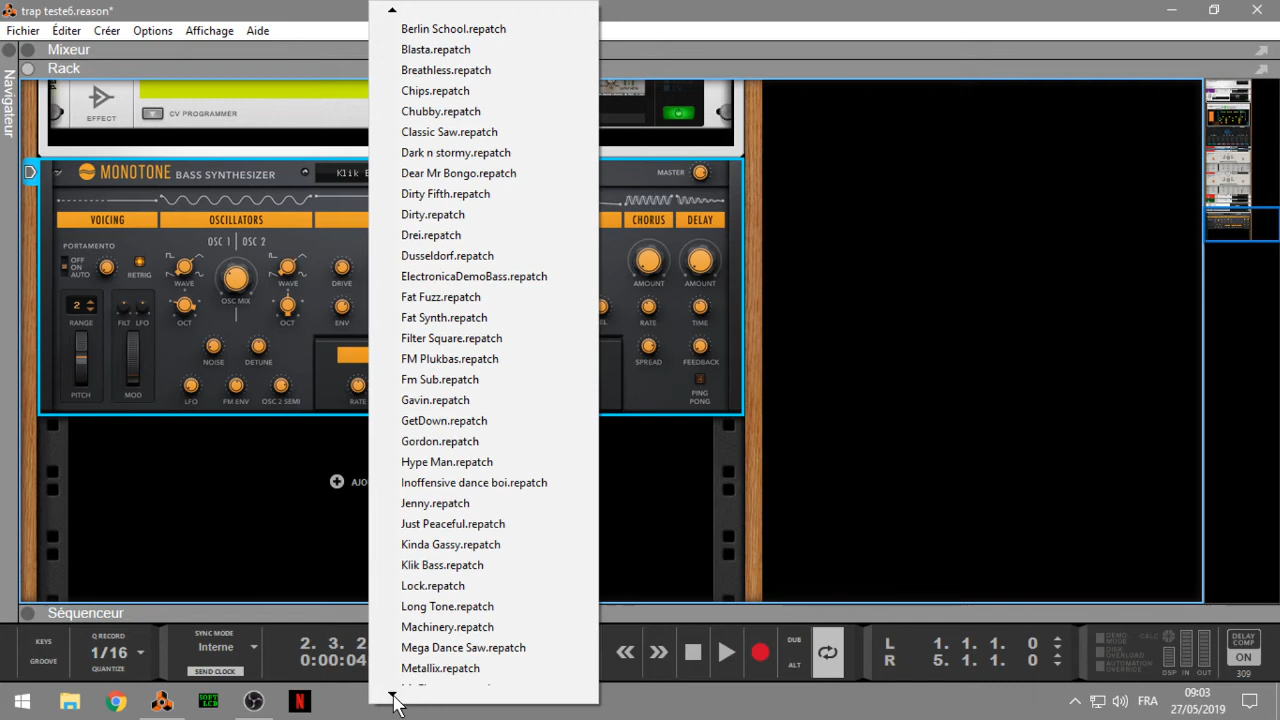 trap teste6.reason*
Fichier Éditer Créer Options Affichage Aide
Mixeur
Rack
Navigateur
EFFECT
CV PROGRAMMER
MONOTONE BASS SYNTHESIZER
Klik
MASTER
VOICING
OSCILLATORS
CHORUS
DELAY
PORTAMENTO
OFF
ON
AUTO
RETRIG
OSC 1 OSC 2
WAVE
WAVE
DRIVE
OSC MIX
AMOUNT
AMOUNT
2
RANGE
FILT LFO
OCT
OCT
ENV
RATE
TIME
NOISE
DETUNE
SPREAD
FEEDBACK
PITCH
MOD
LFO
FM ENV
OSC 2 SEMI
RATE
PING
PONG
Berlin School.repatch
Blasta.repatch
Breathless.repatch
Chips.repatch
Chubby.repatch
Classic Saw.repatch
Dark n stormy.repatch
Dear Mr Bongo.repatch
Dirty Fifth.repatch
Dirty.repatch
Drei.repatch
Dusseldorf.repatch
ElectronicaDemoBass.repatch
Fat Fuzz.repatch
Fat Synth.repatch
Filter Square.repatch
FM Plukbas.repatch
Fm Sub.repatch
Gavin.repatch
GetDown.repatch
Gordon.repatch
Hype Man.repatch
Inoffensive dance boi.repatch
Jenny.repatch
Just Peaceful.repatch
Kinda Gassy.repatch
Klik Bass.repatch
Lock.repatch
Long Tone.repatch
Machinery.repatch
Mega Dance Saw.repatch
Metallix.repatch
Séquenceur
KEYS
GROOVE
Q RECORD
1/16
QUANTIZE
SYNC MODE
Interne
SEND CLOCK
2. 3. 2.
0:00:04
DUB
ALT
L 1. 1. 1. 0
R 5. 1. 1. 0
DEMO MODE
AUDIO MIDI
AUTOMATION OVERRIDE
CALC
DSP IN OUT
DELAY COMP
ON
309
SOFT
LCD
N
FRA
09:03
27/05/2019